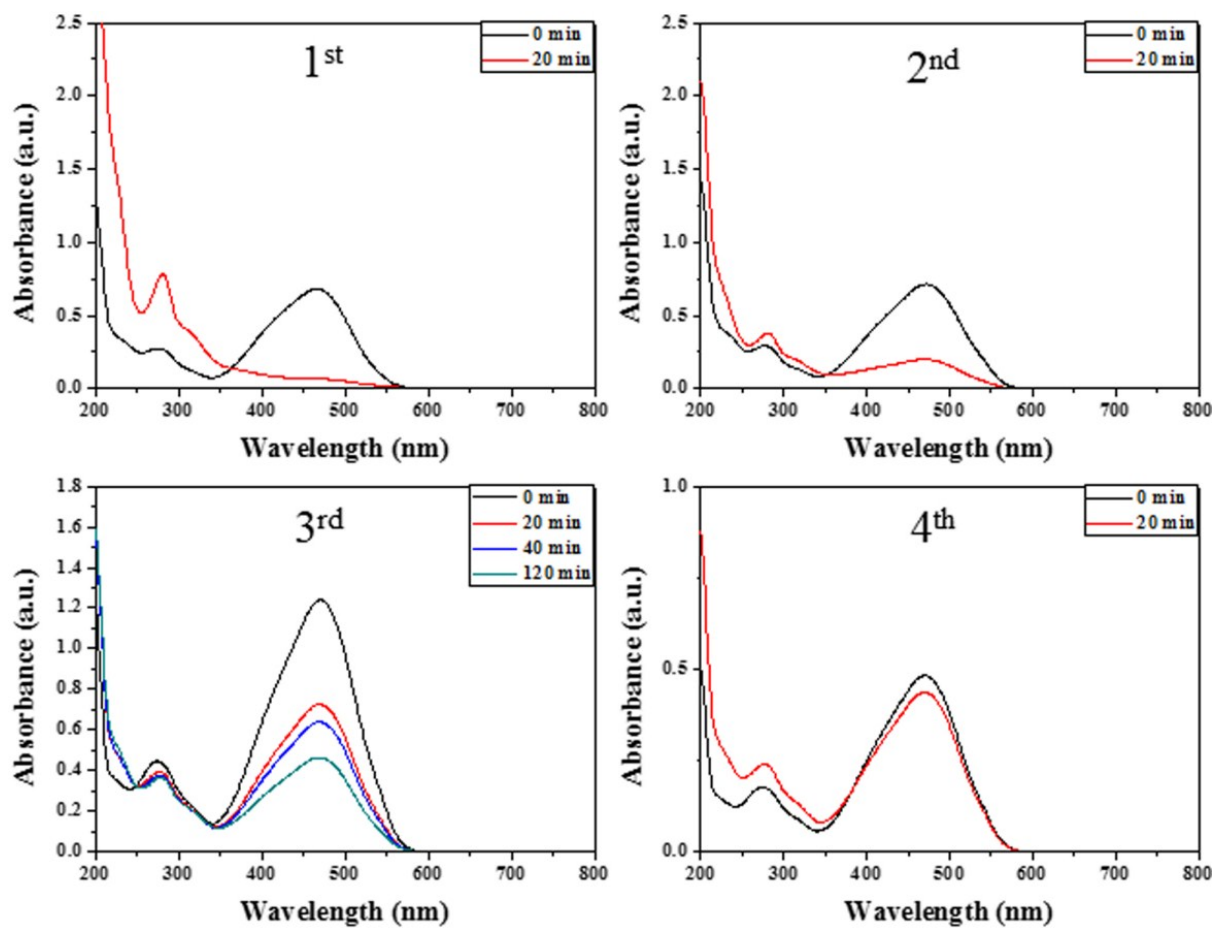 1st
0 min
20 min
Absorbance (a.u.)
2.5
2.0
1.5
1.0
0.5
0.0
200 300 400 500 600 700 800
Wavelength (nm)
2nd
0 min
20 min
Absorbance (a.u.)
2.5
2.0
1.5
1.0
0.5
0.0
200 300 400 500 600 700 800
Wavelength (nm)
3rd
0 min
20 min
40 min
120 min
Absorbance (a.u.)
1.8
1.6
1.4
1.2
1.0
0.8
0.6
0.4
0.2
0.0
200 300 400 500 600 700 800
Wavelength (nm)
4th
0 min
20 min
Absorbance (a.u.)
1.0
0.5
0.0
200 300 400 500 600 700 800
Wavelength (nm)